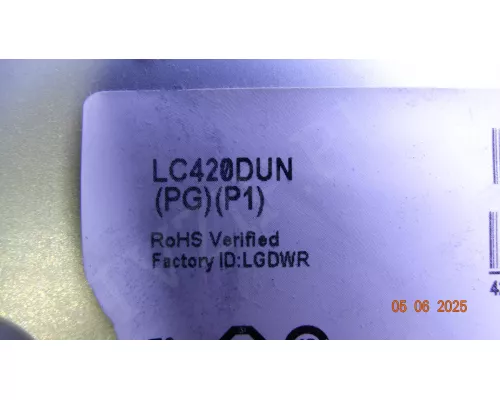 LC420DUN
(PG)(P1)
RoHS Verified
Factory ID:LGDWR
05 06 2025